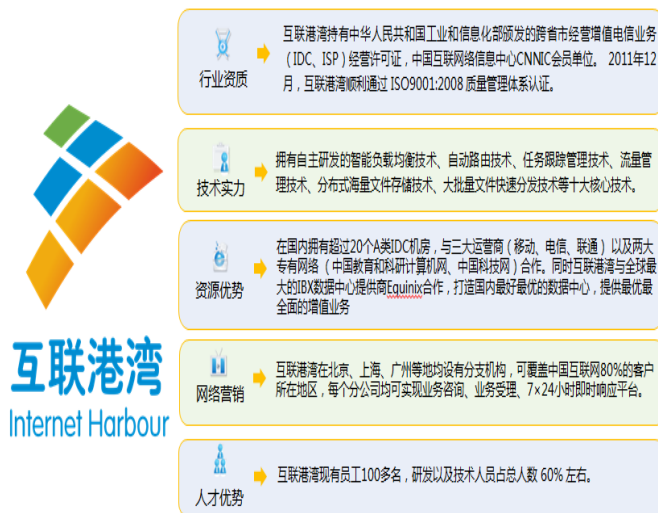 互联港湾
Internet Harbour
行业资质
互联港湾持有中华人民共和国工业和信息化部颁发的跨省市经营增值电信业务
（IDC、ISP）经营许可证，中国互联网络信息中心CNNIC会员单位。 2011年12
月，互联港湾顺利通过 ISO9001:2008 质量管理体系认证。
技术实力
拥有自主研发的智能负载均衡技术、自动路由技术、任务跟踪管理技术、流量管
理技术、分布式海量文件存储技术、大批量文件快速分发技术等十大核心技术。
资源优势
在国内拥有超过20个A类IDC机房，与三大运营商（移动、电信、联通）以及两大
专有网络（中国教育和科研计算机网、中国科技网）合作。同时互联港湾与全球最
大的IBX数据中心提供商Equinix合作，打造国内最好最优的数据中心，提供最优最
全面的增值业务
网络营销
互联港湾在北京、上海、广州等地均设有分支机构，可覆盖中国互联网80%的客户
所在地区，每个分公司均可实现业务咨询、业务受理、7×24小时即时响应平台。
人才优势
互联港湾现有员工100多名，研发以及技术人员占总人数 60% 左右。